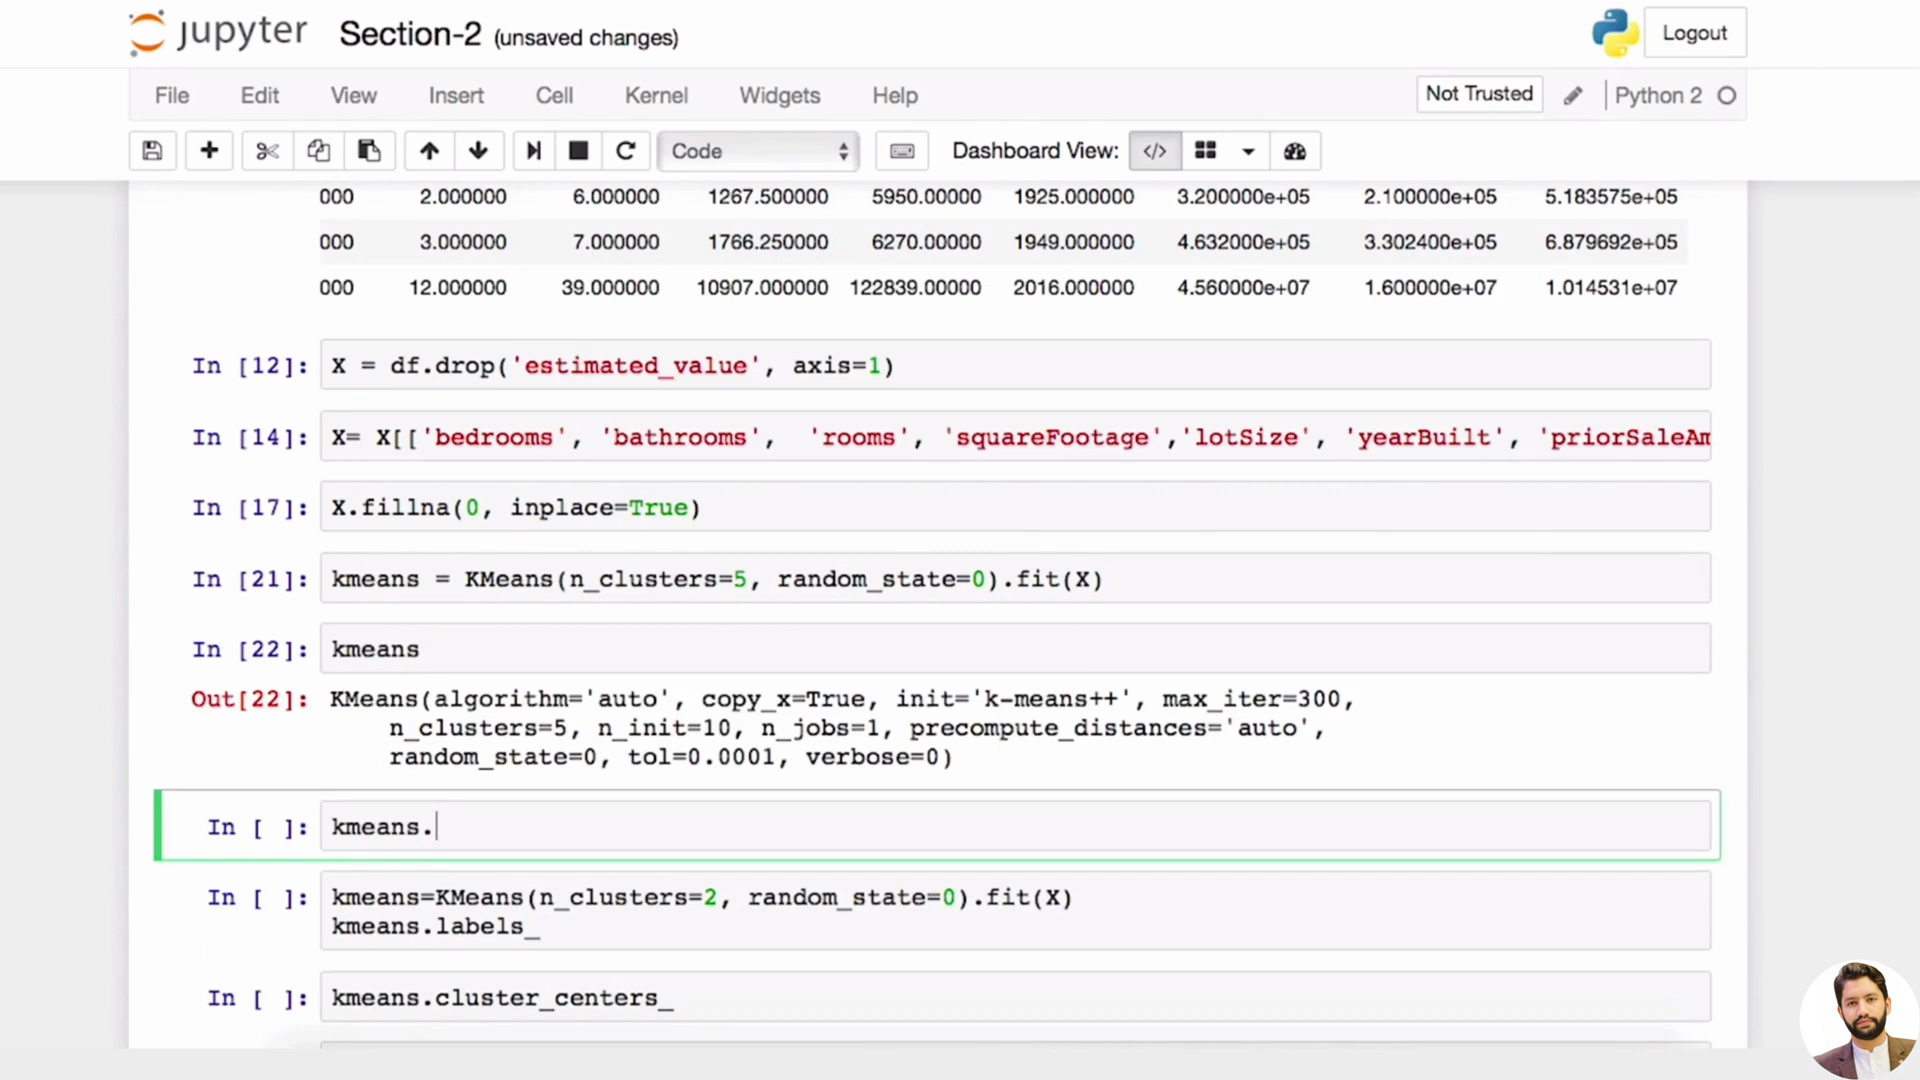 jupyter Section-2 (unsaved changes) Logout
File Edit View Insert Cell Kernel Widgets Help Not Trusted Python 2
Code Dashboard View: </>
000 2.000000 6.000000 1267.500000 5950.00000 1925.000000 3.200000e+05 2.100000e+05 5.183575e+05
000 3.000000 7.000000 1766.250000 6270.00000 1949.000000 4.632000e+05 3.302400e+05 6.879692e+05
000 12.000000 39.000000 10907.000000 122839.00000 2016.000000 4.560000e+07 1.600000e+07 1.014531e+07
In [12]: X = df.drop('estimated_value', axis=1)
In [14]: X= X[['bedrooms', 'bathrooms', 'rooms', 'squareFootage','lotSize', 'yearBuilt', 'priorSaleAm
In [17]: X.fillna(0, inplace=True)
In [21]: kmeans = KMeans(n_clusters=5, random_state=0).fit(X)
In [22]: kmeans
Out[22]: KMeans(algorithm='auto', copy_x=True, init='k-means++', max_iter=300,
n_clusters=5, n_init=10, n_jobs=1, precompute_distances='auto',
random_state=0, tol=0.0001, verbose=0)
In [ ]: kmeans.
In [ ]: kmeans=KMeans(n_clusters=2, random_state=0).fit(X)
kmeans.labels_
In [ ]: kmeans.cluster_centers_